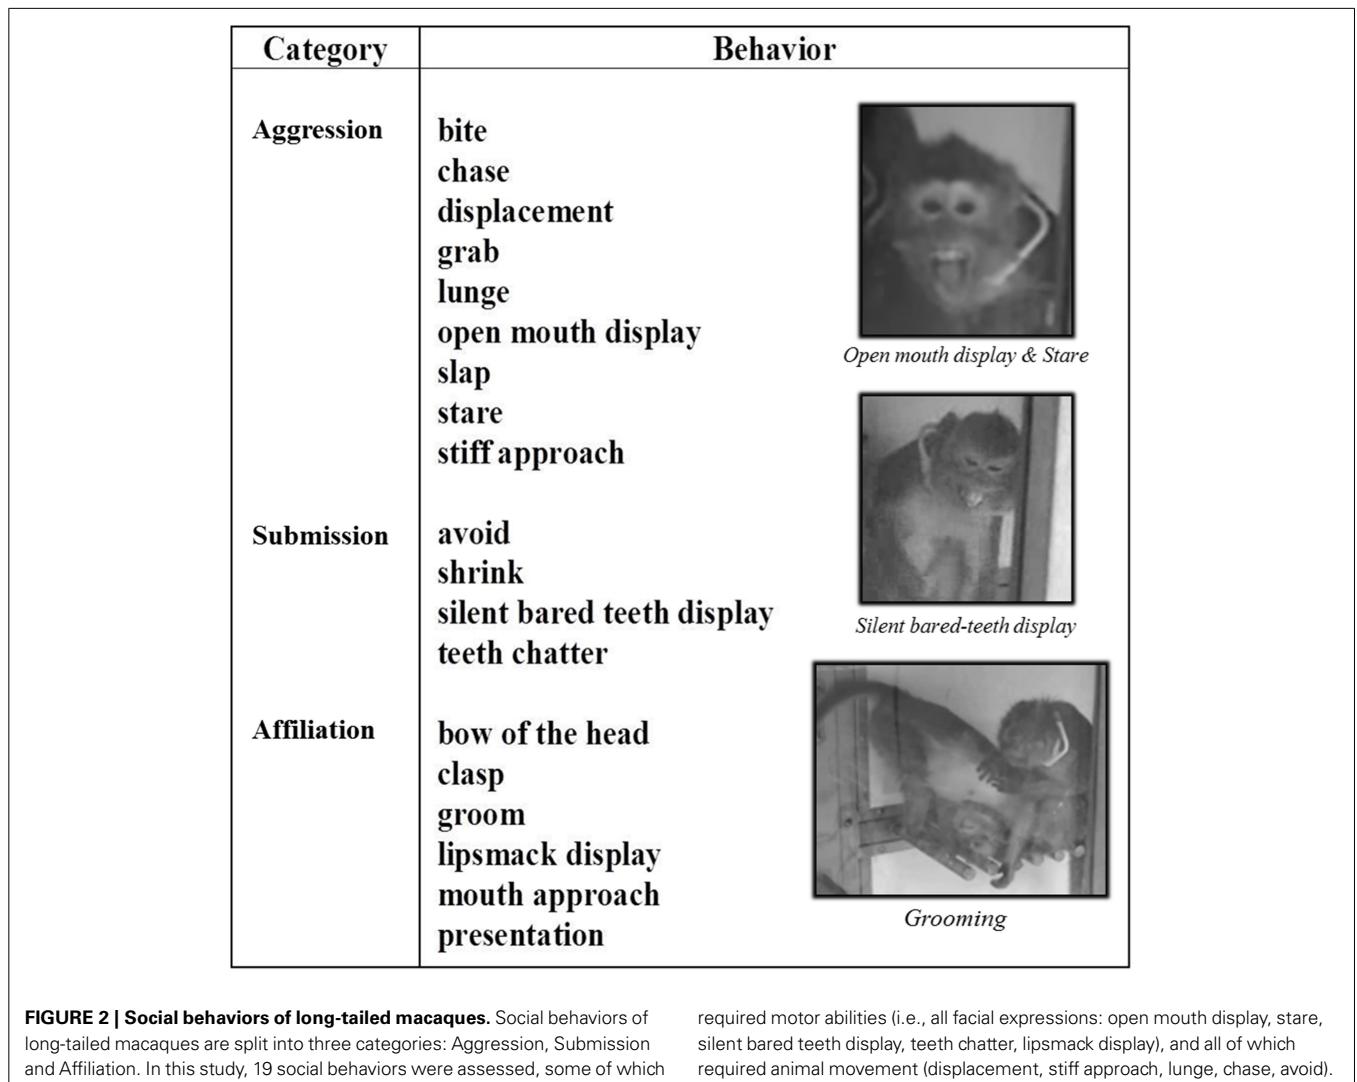 Category Behavior
Aggression bite
chase
displacement
grab
lunge
open mouth display
slap
stare
stiff approach
Open mouth display & Stare
Submission avoid
shrink
silent bared teeth display
teeth chatter
Silent bared-teeth display
Affiliation bow of the head
clasp
groom
lipsmack display
mouth approach
presentation
Grooming
FIGURE 2 | Social behaviors of long-tailed macaques. Social behaviors of
long-tailed macaques are split into three categories: Aggression, Submission
and Affiliation. In this study, 19 social behaviors were assessed, some of which
required motor abilities (i.e., all facial expressions: open mouth display, stare,
silent bared teeth display, teeth chatter, lipsmack display), and all of which
required animal movement (displacement, stiff approach, lunge, chase, avoid).